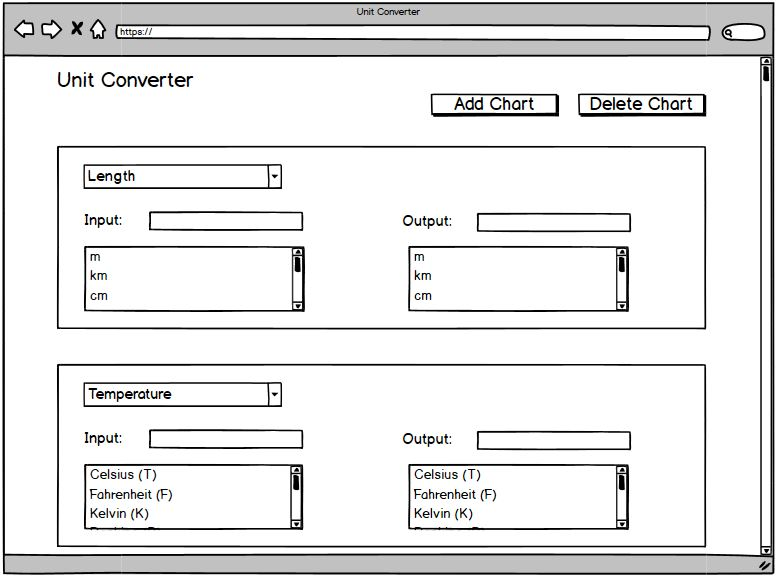 Unit Converter
https://
Unit Converter
Add Chart
Delete Chart
Length
Input:
Output:
m
km
cm
m
km
cm
Temperature
Input:
Output:
Celsius (T)
Fahrenheit (F)
Kelvin (K)
Celsius (T)
Fahrenheit (F)
Kelvin (K)